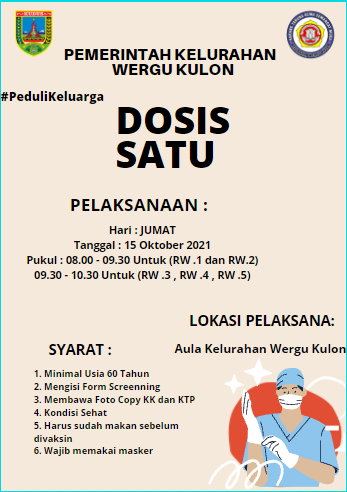 KUDUS
PEMERINTAH KELURAHAN
WERGU KULON
#PeduliKeluarga
DOSIS
SATU
PELAKSANAAN :
Hari : JUMAT
Tanggal : 15 Oktober 2021
Pukul : 08.00 - 09.30 Untuk (RW .1 dan RW.2)
09.30 - 10.30 Untuk (RW .3 , RW .4 , RW .5)
LOKASI PELAKSANA:
Aula Kelurahan Wergu Kulon
SYARAT :
1. Minimal Usia 60 Tahun
2. Mengisi Form Screenning
3. Membawa Foto Copy KK dan KTP
4. Kondisi Sehat
5. Harus sudah makan sebelum
divaksin
6. Wajib memakai masker